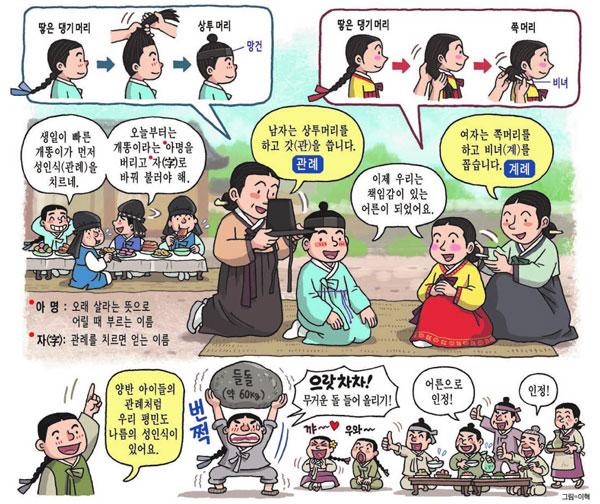 땋은 댕기머리
상투머리
망건
땋은 댕기머리
쪽머리
비녀
생일이 빠른
개똥이가 먼저
성인식(관례)을
치르네.
오늘부터는
개똥이라는 *아명을
버리고 *자(字)로
바꿔 불러야 해.
남자는 상투머리를
하고 갓(관)을 씁니다.
관례
이제 우리는
책임감이 있는
어른이 되었어요.
여자는 쪽머리를
하고 비녀(계)를
꽂습니다.
계례
*아 명 : 오래 살라는 뜻으로
어릴 때 부르는 이름
*자(字): 관례를 치르면 얻는 이름
양반 아이들의
관례처럼
우리 평민도
나름의 성인식이
있어요.
번쩍
들돌
(약 60kg)
으랏차차!
무거운 돌 들어 올리기!
꺄~♥
우와~
어른으로
인정!
인정!
그림=이혁